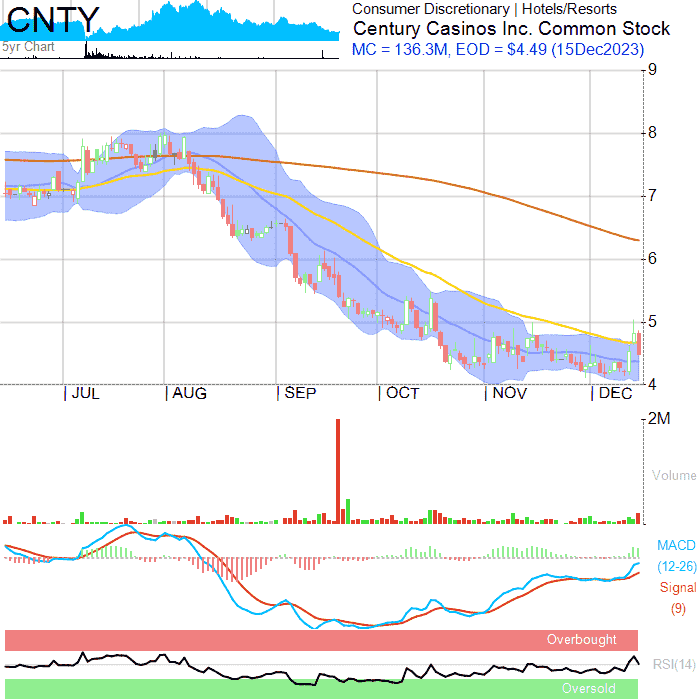 CNTY
5yr Chart
Consumer Discretionary | Hotels/Resorts
Century Casinos Inc. Common Stock
MC = 136.3M, EOD = $4.49 (15Dec2023)
9
8
7
6
5
4
JUL AUG SEP OCT NOV DEC
2M
Volume
MACD
(12-26)
Signal
(9)
Overbought
RSI(14)
Oversold